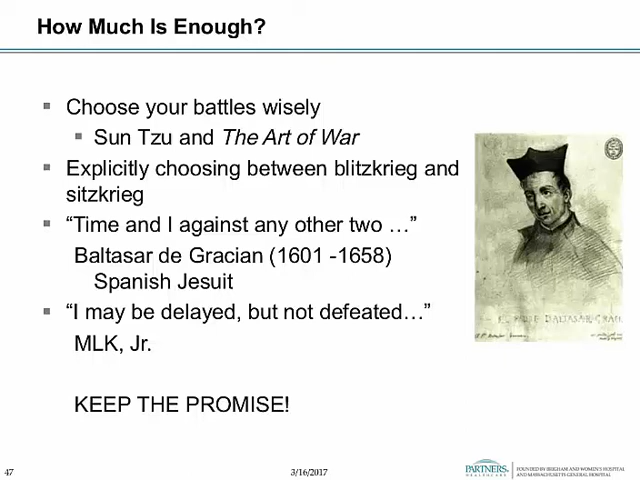 How Much Is Enough?
Choose your battles wisely
Sun Tzu and The Art of War
Explicitly choosing between blitzkrieg and
sitzkrieg
“Time and I against any other two …”
Baltasar de Gracian (1601 -1658)
Spanish Jesuit
“I may be delayed, but not defeated…”
MLK, Jr.
KEEP THE PROMISE!
47
3/16/2017
PARTNERS.
HEALTHCARE
FOUNDED BY BRIGHAM AND WOMEN'S HOSPITAL
AND MASSACHUSETTS GENERAL HOSPITAL